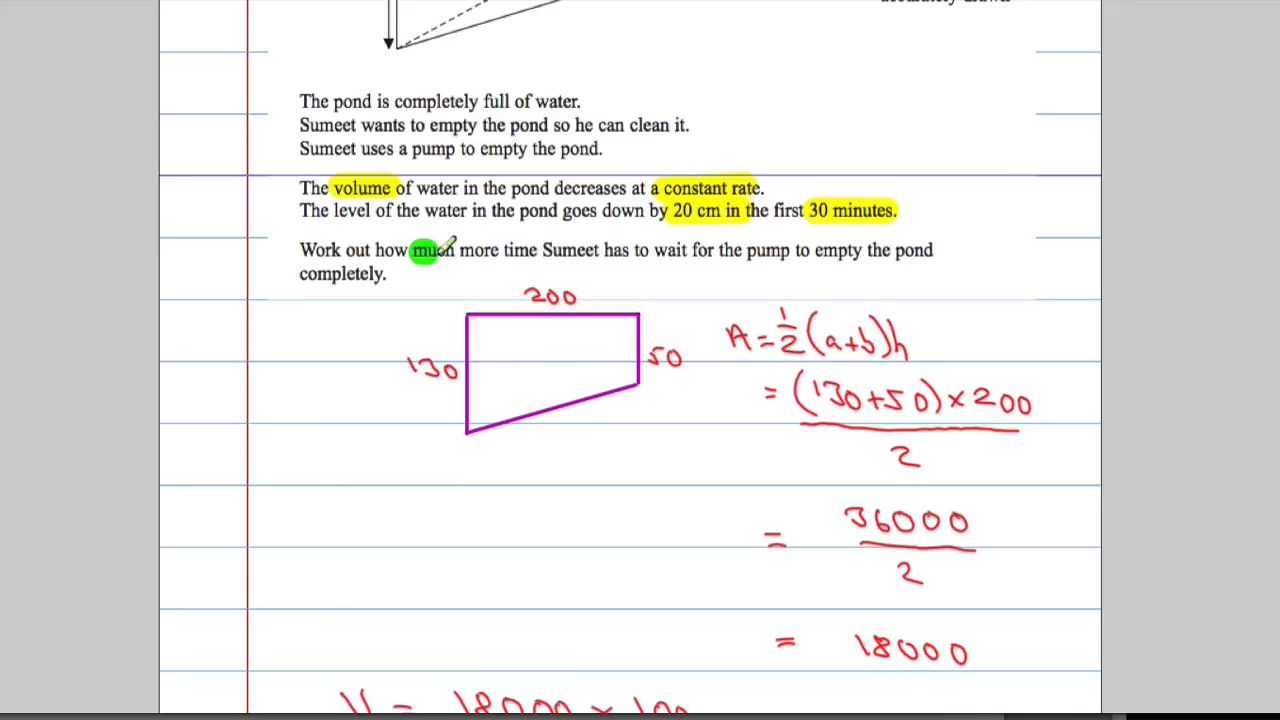 The pond is completely full of water.
Sumeet wants to empty the pond so he can clean it.
Sumeet uses a pump to empty the pond.
The volume of water in the pond decreases at a constant rate.
The level of the water in the pond goes down by 20 cm in the first 30 minutes.
Work out how much more time Sumeet has to wait for the pump to empty the pond
completely.
200
130
50
A = 1/2 (a+b)h
= (130+50) × 200
2
= 36000
2
= 18000
V = 18000 × 100